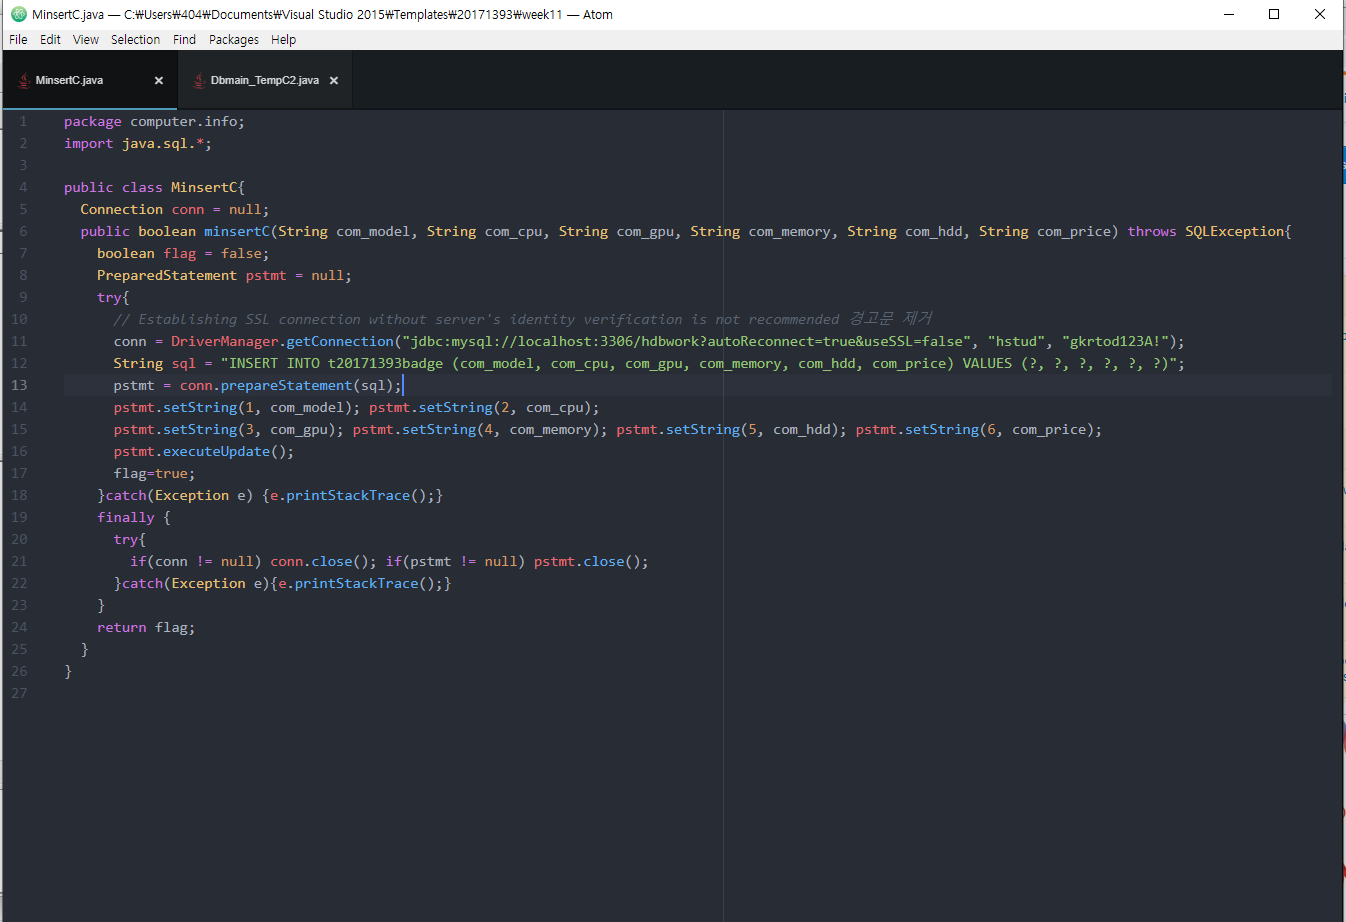 MinsertC.java — C:₩Users₩404₩Documents₩Visual Studio 2015₩Templates₩20171393₩week11 — Atom
File Edit View Selection Find Packages Help
MinsertC.java × Dbmain_TempC2.java ×
1 package computer.info;
2 import java.sql.*;
3
4 public class MinsertC{
5 Connection conn = null;
6 public boolean minsertC(String com_model, String com_cpu, String com_gpu, String com_memory, String com_hdd, String com_price) throws SQLException{
7 boolean flag = false;
8 PreparedStatement pstmt = null;
9 try{
10 // Establishing SSL connection without server's identity verification is not recommended 경고문 제거
11 conn = DriverManager.getConnection("jdbc:mysql://localhost:3306/hdbwork?autoReconnect=true&useSSL=false", "hstud", "gkrtod123A!");
12 String sql = "INSERT INTO t20171393badge (com_model, com_cpu, com_gpu, com_memory, com_hdd, com_price) VALUES (?, ?, ?, ?, ?, ?)";
13 pstmt = conn.prepareStatement(sql);
14 pstmt.setString(1, com_model); pstmt.setString(2, com_cpu);
15 pstmt.setString(3, com_gpu); pstmt.setString(4, com_memory); pstmt.setString(5, com_hdd); pstmt.setString(6, com_price);
16 pstmt.executeUpdate();
17 flag=true;
18 }catch(Exception e) {e.printStackTrace();}
19 finally {
20 try{
21 if(conn != null) conn.close(); if(pstmt != null) pstmt.close();
22 }catch(Exception e){e.printStackTrace();}
23 }
24 return flag;
25 }
26 }
27